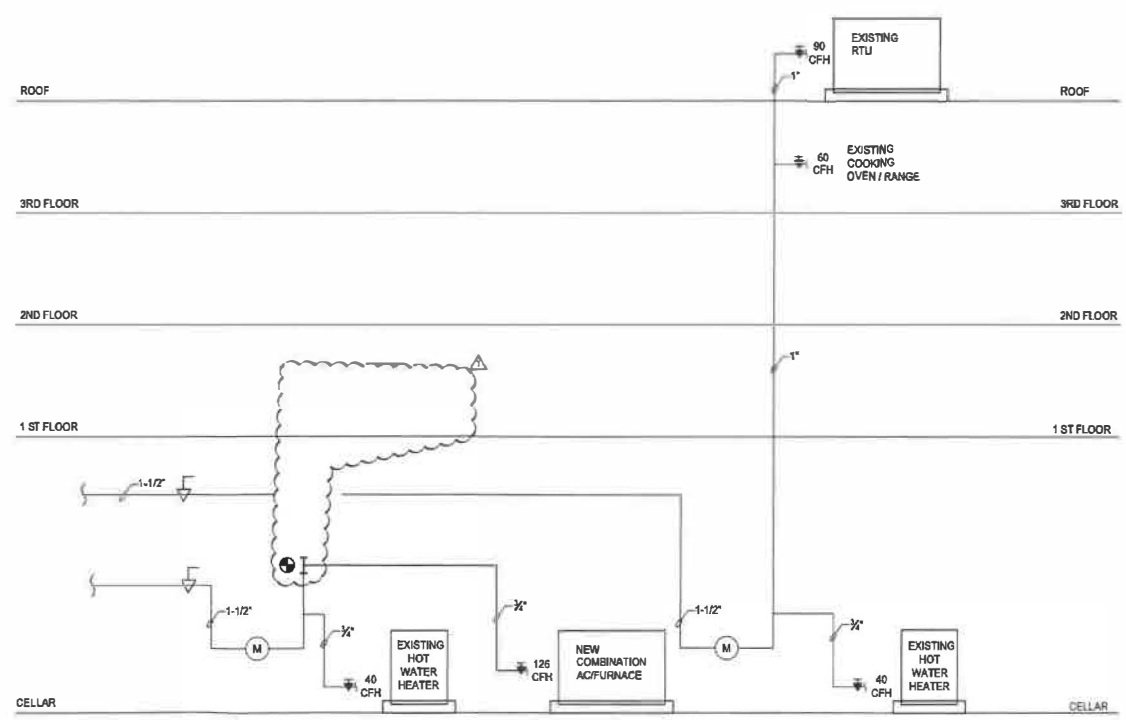 EXISTING
RTU
90
CFH
1"
ROOF
ROOF
60
CFH
EXISTING
COOKING
OVEN / RANGE
3RD FLOOR
3RD FLOOR
2ND FLOOR
2ND FLOOR
1
1"
1 ST FLOOR
1 ST FLOOR
1-1/2"
1-1/2"
M
¾"
40
CFH
EXISTING
HOT
WATER
HEATER
¾"
126
CFH
NEW
COMBINATION
AC/FURNACE
1-1/2"
M
¾"
40
CFH
EXISTING
HOT
WATER
HEATER
CELLAR
CELLAR